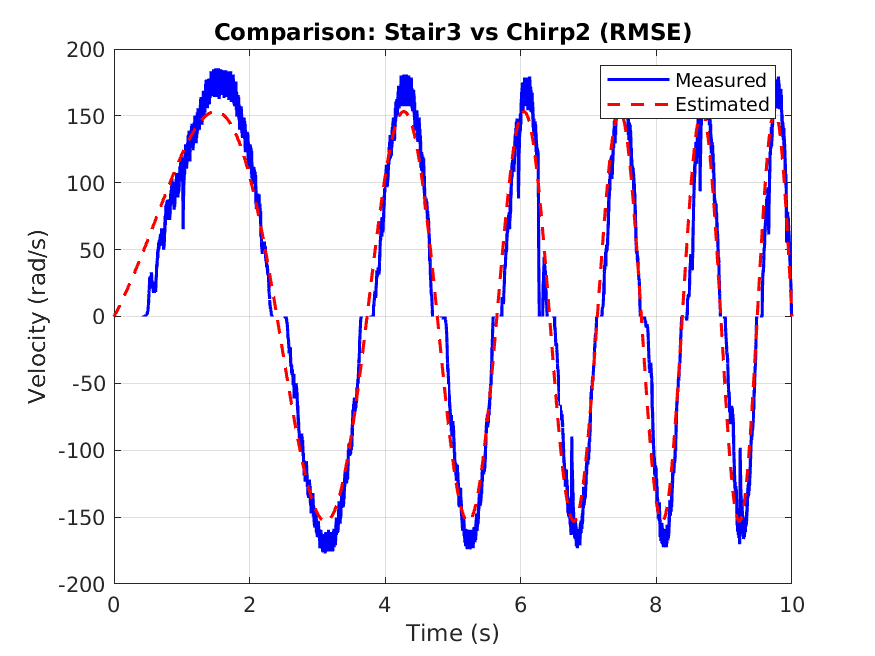 Comparison: Stair3 vs Chirp2 (RMSE)
Measured
Estimated
Velocity (rad/s)
200
150
100
50
0
-50
-100
-150
-200
0 2 4 6 8 10
Time (s)